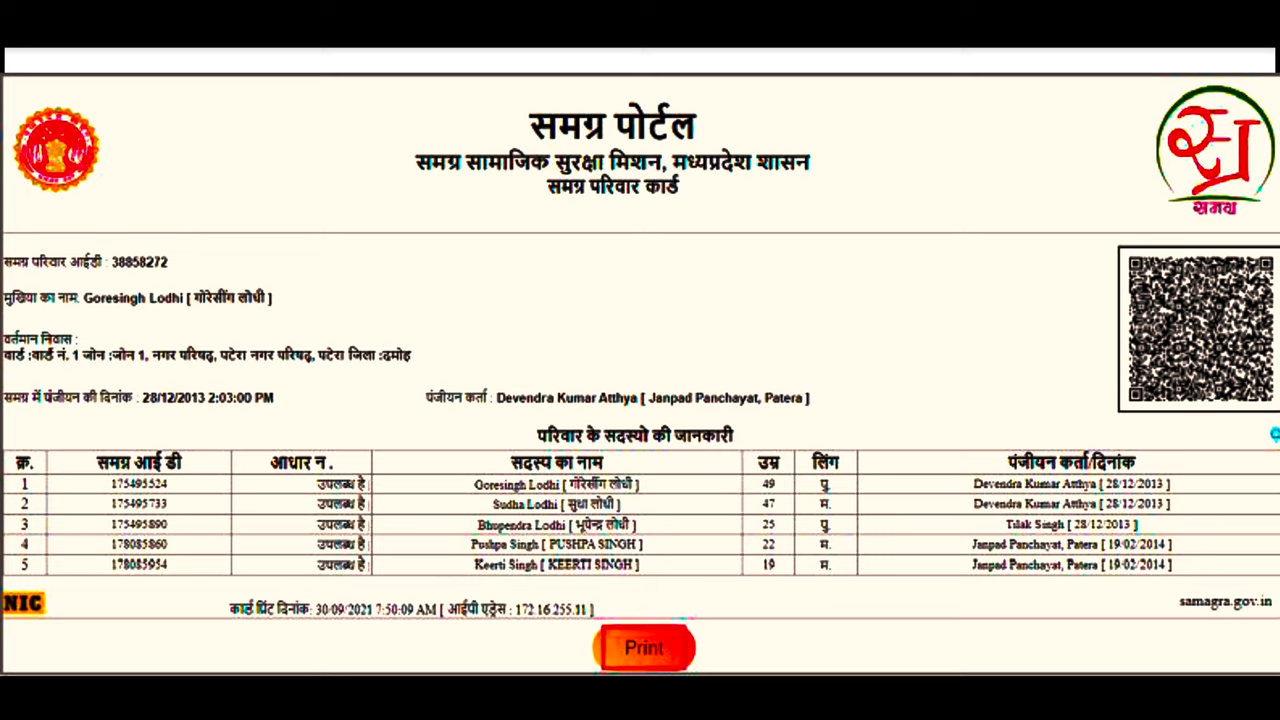 समग्र पोर्टल
समग्र सामाजिक सुरक्षा मिशन, मध्यप्रदेश शासन
समग्र परिवार कार्ड
समग्र
समग्र परिवार आईडी : 38858272
मुखिया का नाम: Goresingh Lodhi [ गोरेसींग लोधी ]
वर्तमान निवास :
वार्ड :वार्ड नं. 1 जोन :जोन 1, नगर परिषद, पटेरा नगर परिषद, पटेरा जिला :दमोह
समग्र में पंजीयन की दिनांक : 28/12/2013 2:03:00 PM पंजीयन कर्ता : Devendra Kumar Atthya [ Janpad Panchayat, Patera ]
परिवार के सदस्यो की जानकारी
क्र. समग्र आई डी आधार न . सदस्य का नाम उम्र लिंग पंजीयन कर्ता/दिनांक
1 175495524 उपलब्ध है| Goresingh Lodhi [ गोरेसींग लोधी ] 49 पु. Devendra Kumar Atthya [ 28/12/2013 ]
2 175495733 उपलब्ध है| Sudha Lodhi [ सुधा लोधी ] 47 म. Devendra Kumar Atthya [ 28/12/2013 ]
3 175495890 उपलब्ध है| Bhupendra Lodhi [ भूपेन्द्र लोधी ] 25 पु. Tilak Singh [ 28/12/2013 ]
4 178085860 उपलब्ध है| Pushpa Singh [ PUSHPA SINGH ] 22 म. Janpad Panchayat, Patera [ 19/02/2014 ]
5 178085954 उपलब्ध है| Keerti Singh [ KEERTI SINGH ] 19 म. Janpad Panchayat, Patera [ 19/02/2014 ]
NIC कार्ड प्रिंट दिनांक: 30/09/2021 7:50:09 AM [ आईपी एड्रेस : 172.16.255.11 ] samagra.gov.in
Print